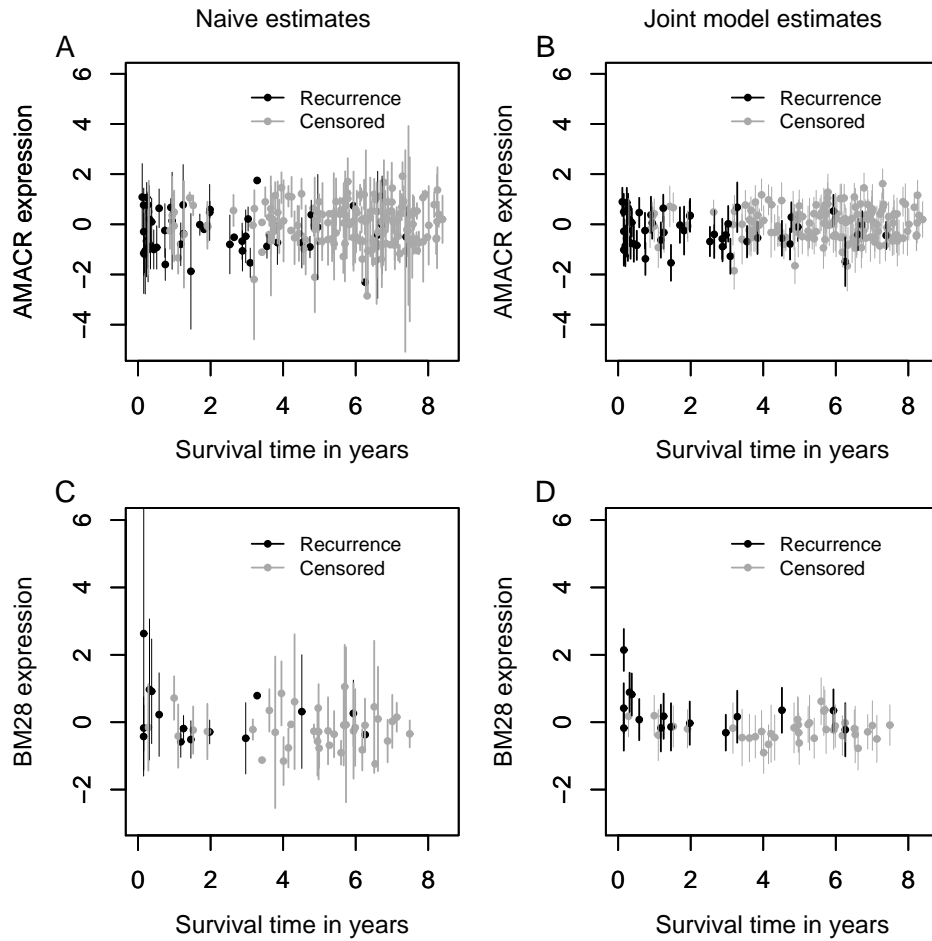 Naive estimates
Joint model estimates
A
B
AMACR expression
6
4
2
0
−2
−4
Recurrence
Censored
0 2 4 6 8
Survival time in years
AMACR expression
6
4
2
0
−2
−4
Recurrence
Censored
0 2 4 6 8
Survival time in years
C
D
BM28 expression
6
4
2
0
−2
Recurrence
Censored
0 2 4 6 8
Survival time in years
BM28 expression
6
4
2
0
−2
Recurrence
Censored
0 2 4 6 8
Survival time in years